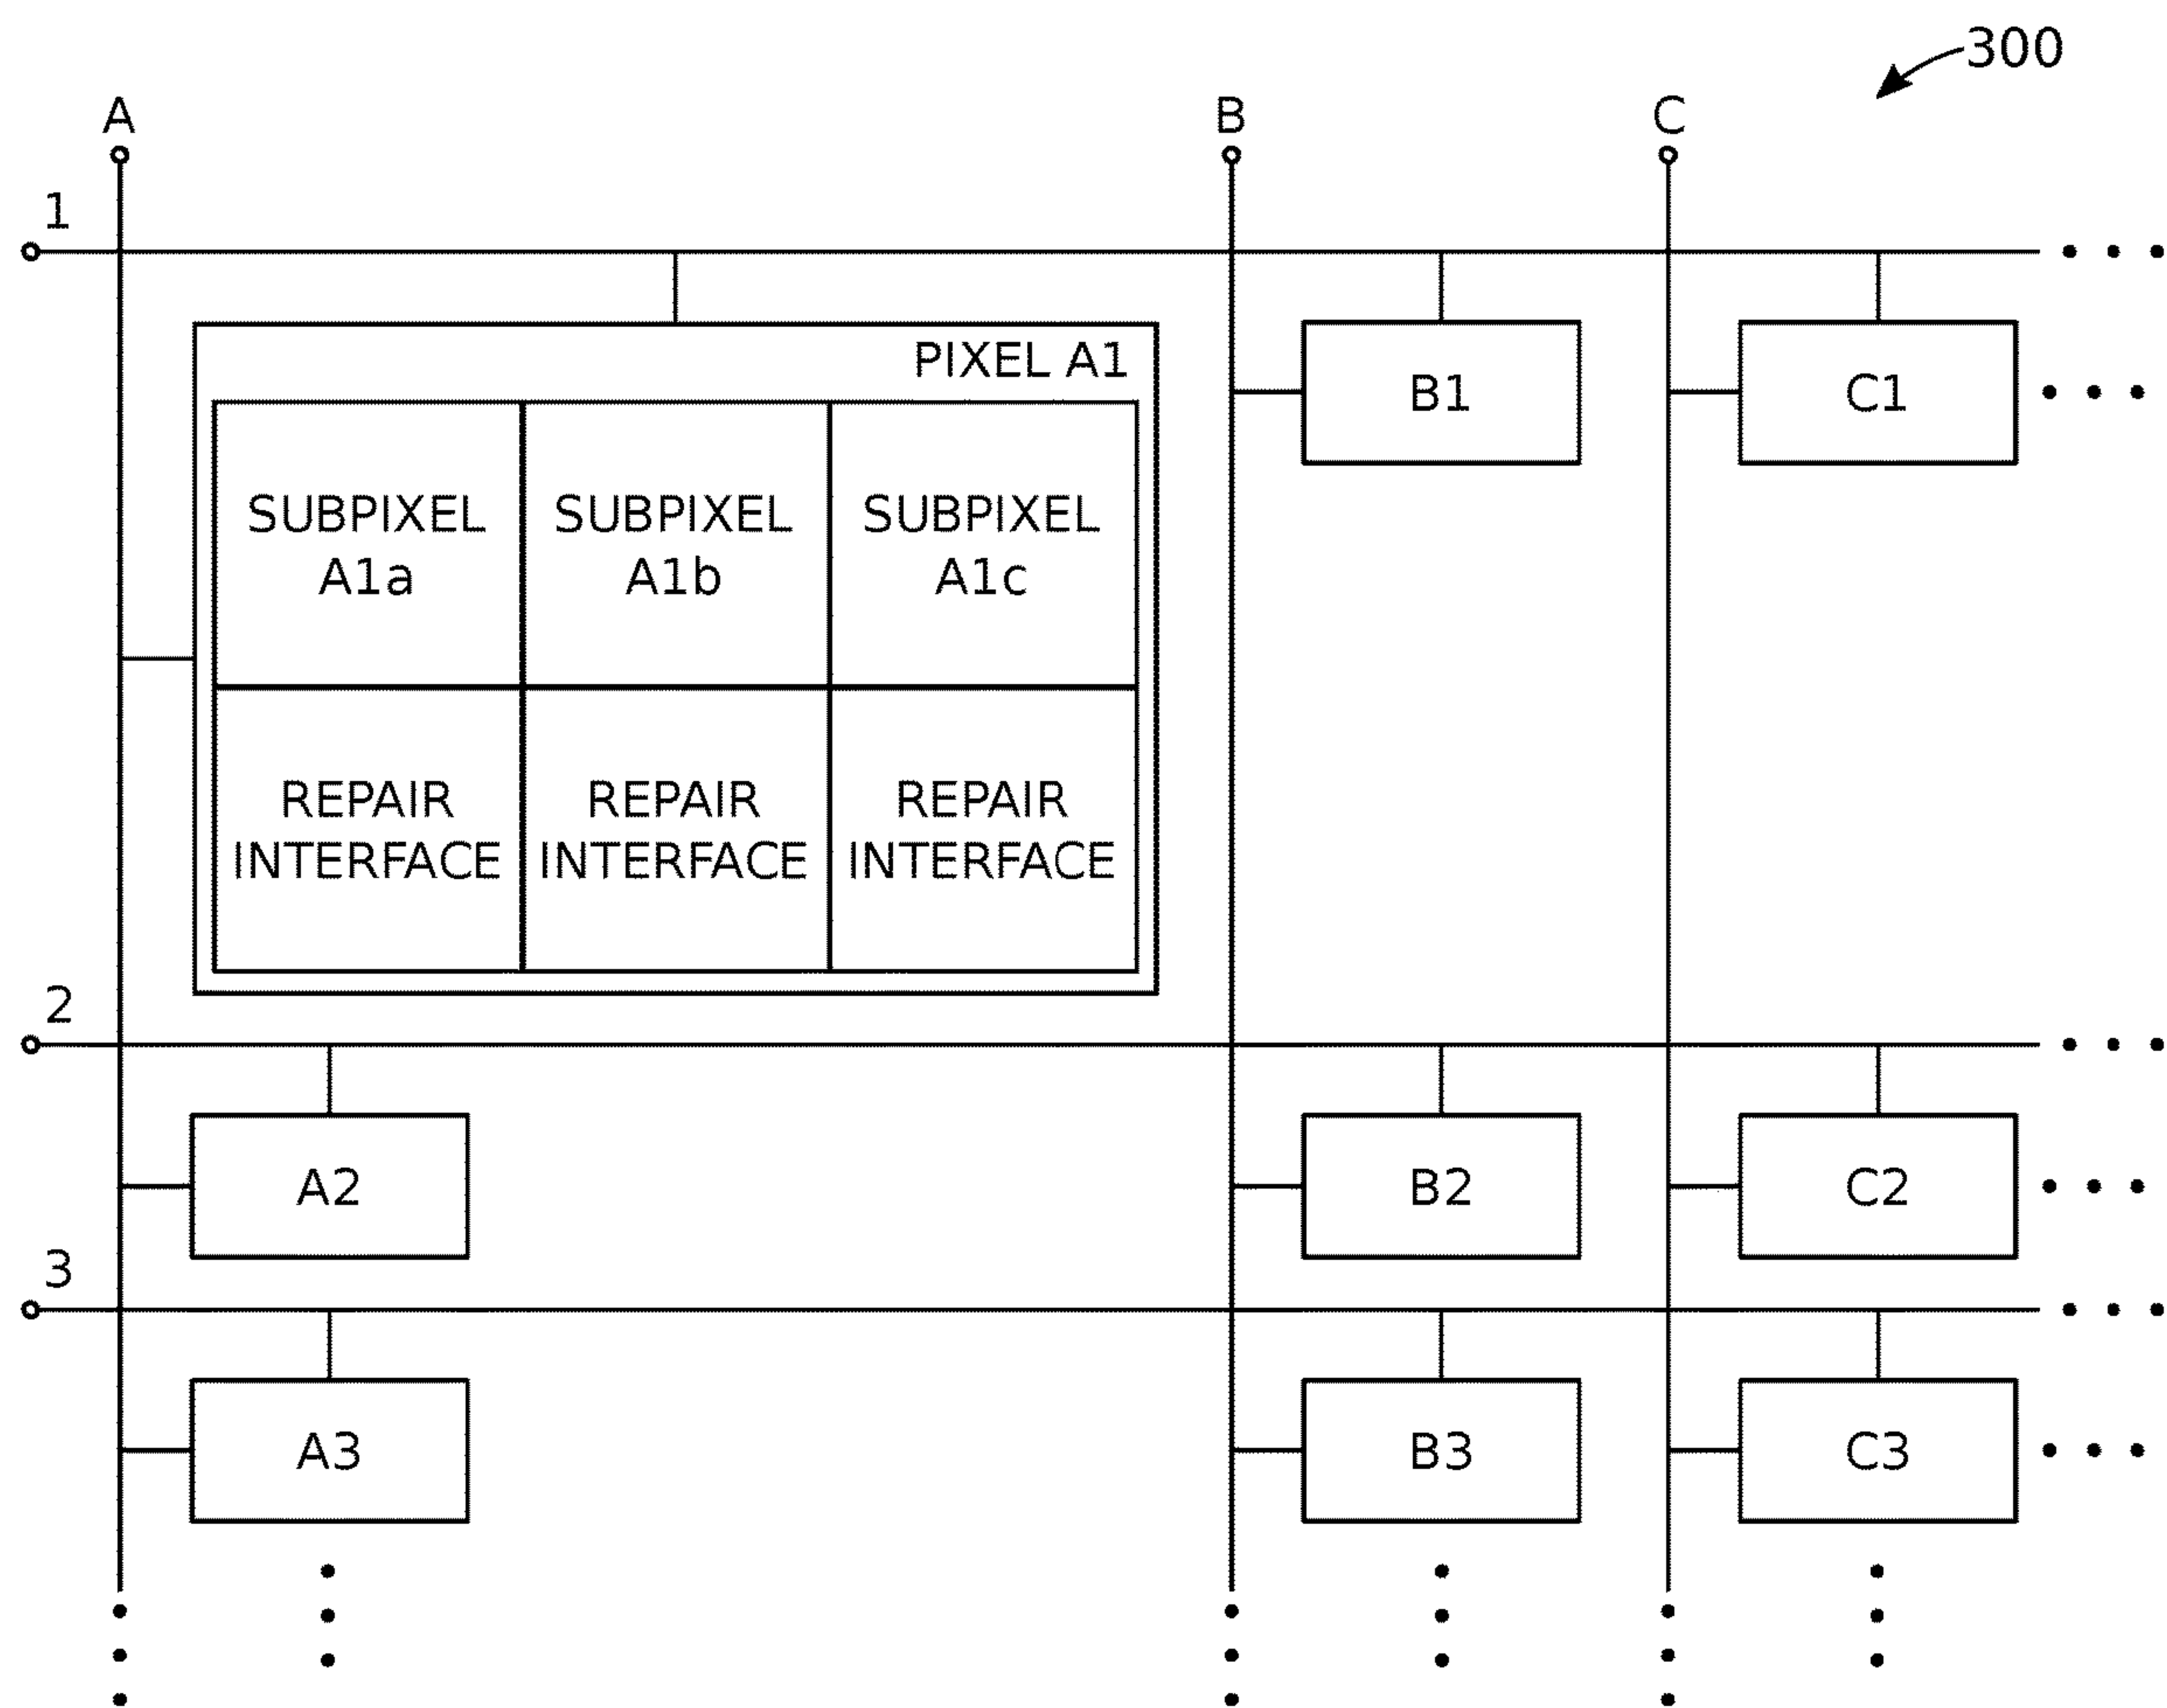 300
A
B
C
1
PIXEL A1
B1
C1
SUBPIXEL
A1a
SUBPIXEL
A1b
SUBPIXEL
A1c
REPAIR
INTERFACE
REPAIR
INTERFACE
REPAIR
INTERFACE
2
A2
B2
C2
3
A3
B3
C3